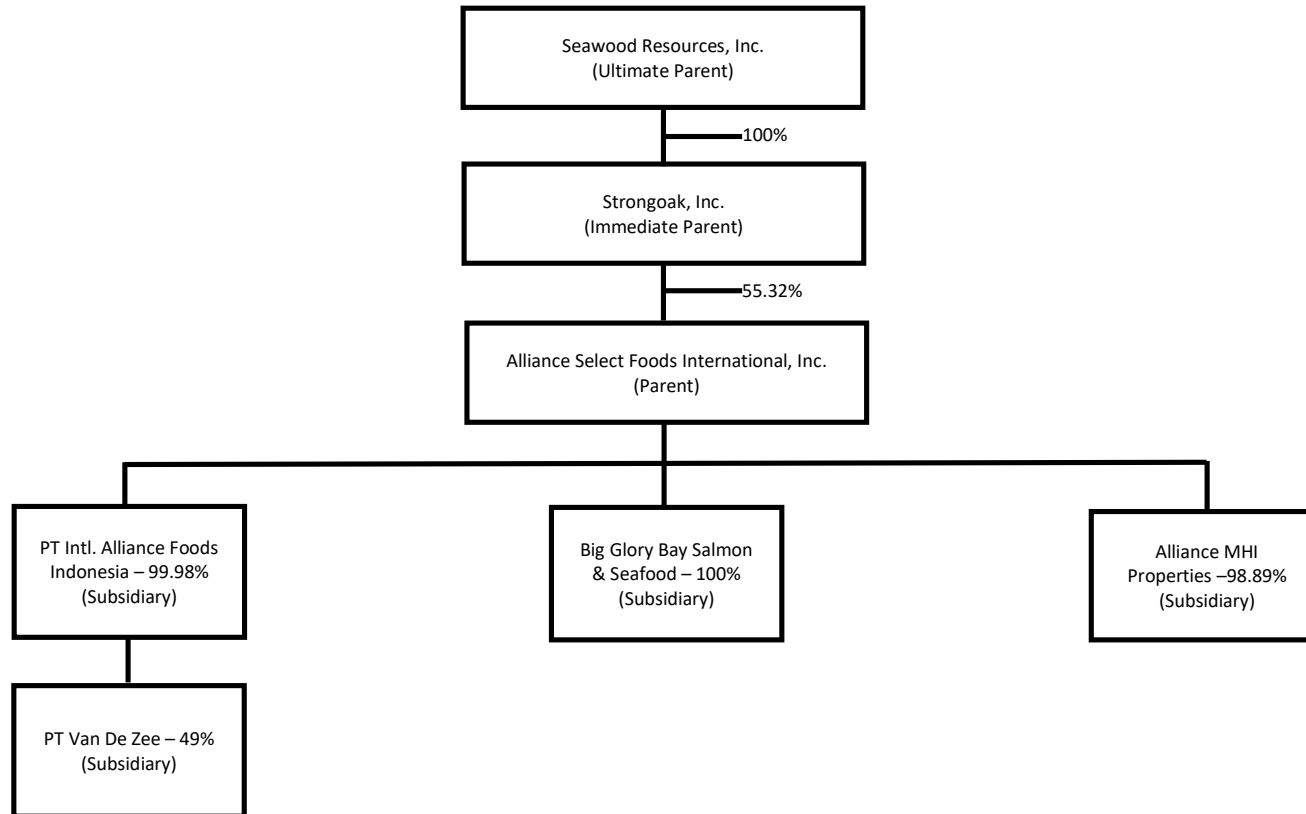 Seawood Resources, Inc.
(Ultimate Parent)
100%
Strongoak, Inc.
(Immediate Parent)
55.32%
Alliance Select Foods International, Inc.
(Parent)
PT Intl. Alliance Foods
Indonesia – 99.98%
(Subsidiary)
Big Glory Bay Salmon
& Seafood – 100%
(Subsidiary)
Alliance MHI
Properties –98.89%
(Subsidiary)
PT Van De Zee – 49%
(Subsidiary)